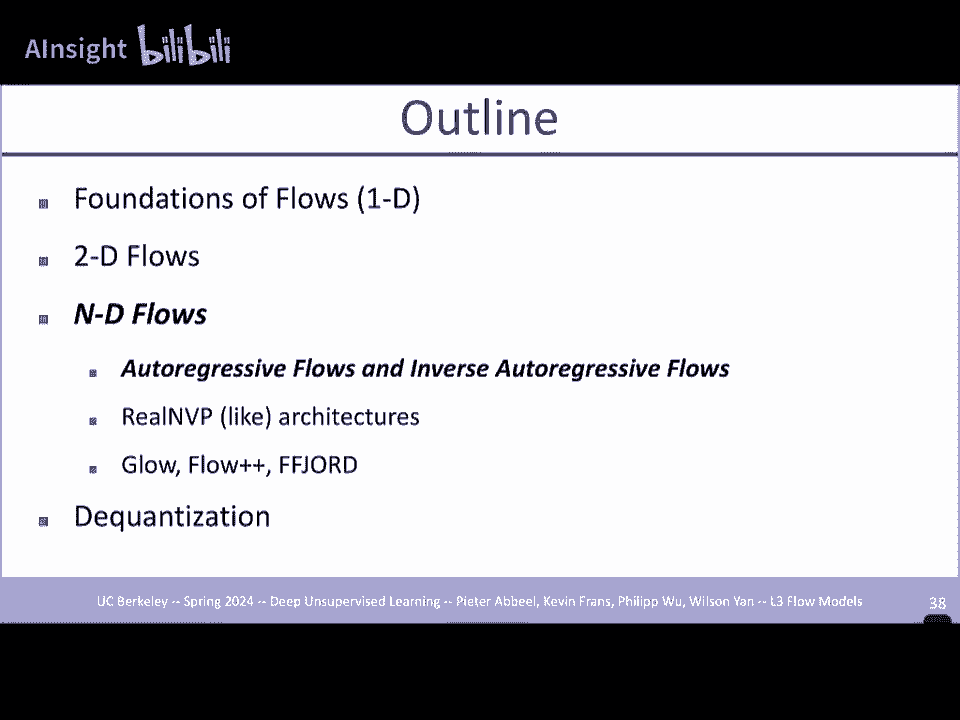 AInsight bilibili
Outline
Foundations of Flows (1-D)
2-D Flows
N-D Flows
Autoregressive Flows and Inverse Autoregressive Flows
RealNVP (like) architectures
Glow, Flow++, FFJORD
Dequantization
UC Berkeley -- Spring 2024 -- Deep Unsupervised Learning -- Pieter Abbeel, Kevin Frans, Philipp Wu, Wilson Yan -- L3 Flow Models
38